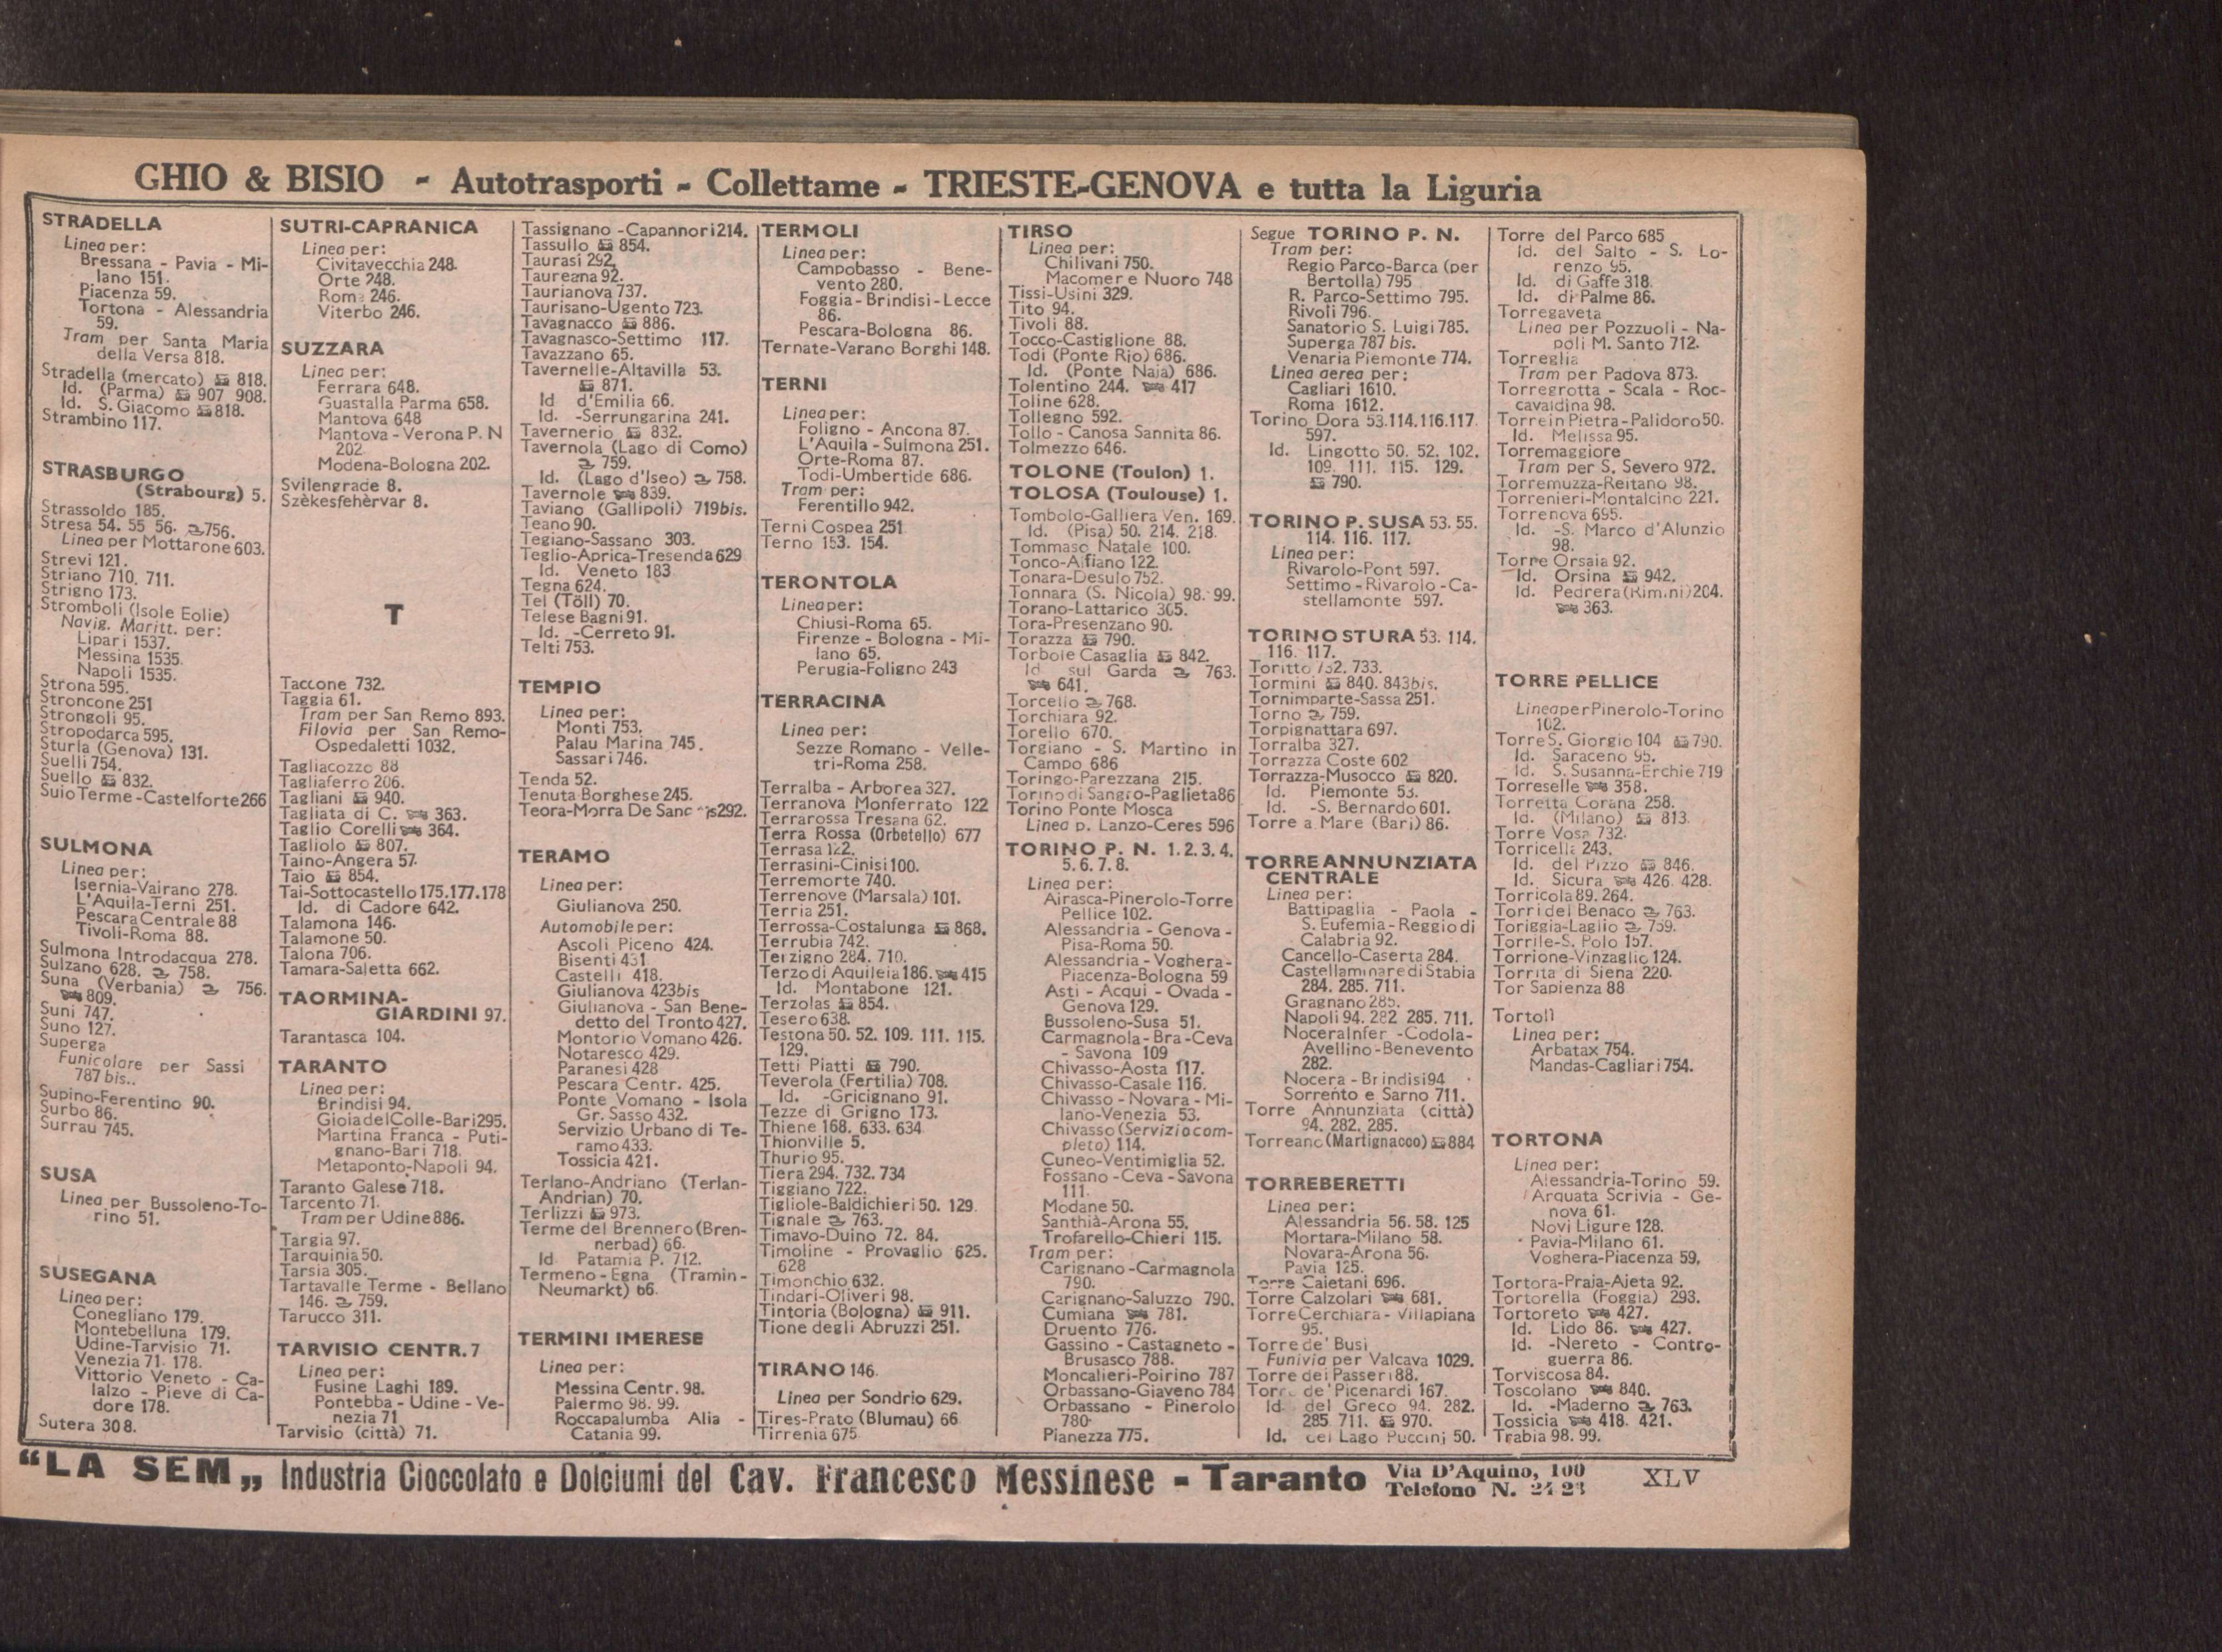 GHIO & BISIO - Autotrasporti - Collettame - TRIESTE-GENOVA e tutta la Liguria
STRADELLA
Linea per:
Bressana - Pavia - Mi-
lano 151.
Piacenza 59.
Tortona - Alessandria
59.
Tram per Santa Maria
della Versa 818.
Stradella (mercato) 818.
Id. (Parma) 907 908.
Id. S. Giacomo 818.
Strambino 117.
STRASBURGO
(Strabourg) 5.
Strassoldo 185.
Stresa 54. 55 56. 756.
Linea per Mottarone 603.
Strevi 121.
Striano 710. 711.
Strigno 173.
Stromboli (Isole Eolie)
Navig. Maritt. per:
Lipari 1537.
Messina 1535.
Napoli 1535.
Strona 595.
Stroncone 251
Strongoli 95.
Stropodarca 595.
Sturla (Genova) 131.
Suelli 754.
Suello 832.
Suio Terme - Castelforte 266
SULMONA
Linea per:
Isernia-Vairano 278.
L'Aquila-Terni 251.
Pescara Centrale 88
Tivoli-Roma 88.
Sulmona Introdacqua 278.
Sulzano 628. 758.
Suna (Verbania) 756.
809.
Suni 747.
Suno 127.
Superga
Funicolare per Sassi
787 bis..
Supino-Ferentino 90.
Surbo 86.
Surrau 745.
SUSA
Linea per Bussoleno-To-
rino 51.
SUSEGANA
Linea per:
Conegliano 179.
Montebelluna 179.
Udine-Tarvisio 71.
Venezia 71. 178.
Vittorio Veneto - Ca-
lalzo - Pieve di Ca-
dore 178.
Sutera 308.
SUTRI-CAPRANICA
Linea per:
Civitavecchia 248.
Orte 248.
Roma 246.
Viterbo 246.
SUZZARA
Linea per:
Ferrara 648.
Guastalla Parma 658.
Mantova 648
Mantova - Verona P. N
202.
Modena-Bologna 202.
Svilengrade 8.
Szèkesfehèrvar 8.
T
Taccone 732.
Taggia 61.
Tram per San Remo 893.
Filovia per San Remo-
Ospedaletti 1032.
Tagliacozzo 88
Tagliaferro 206.
Tagliani 940.
Tagliata di C. 363.
Taglio Corelli 364.
Tagliolo 807.
Taino-Angera 57.
Taio 854.
Tai-Sottocastello 175.177.178
Id. di Cadore 642.
Talamona 146.
Talamone 50.
Talona 706.
Tamara-Saletta 662.
TAORMINA-
GIARDINI 97.
Tarantasca 104.
TARANTO
Linea per:
Brindisi 94.
Gioia del Colle-Bari 295.
Martina Franca - Puti-
gnano-Bari 718.
Metaponto-Napoli 94.
Taranto Galese 718.
Tarcento 71.
Tram per Udine 886.
Targia 97.
Tarquinia 50.
Tarsia 305.
Tartavalle Terme - Bellano
146. 759.
Tarucco 311.
TARVISIO CENTR. 7
Linea per:
Fusine Laghi 189.
Pontebba - Udine - Ve-
nezia 71
Tarvisio (città) 71.
Tassignano -Capannori 214.
Tassullo 854.
Taurasi 292.
Taureana 92.
Taurianova 737.
Taurisano-Ugento 723.
Tavagnacco 886.
Tavagnasco-Settimo 117.
Tavazzano 65.
Tavernelle-Altavilla 53.
871.
Id d'Emilia 66.
Id. -Serrungarina 241.
Tavernerio 832.
Tavernola (Lago di Como)
759.
Id. (Lago d'Iseo) 758.
Tavernole 839.
Taviano (Gallipoli) 719bis.
Teano 90.
Tegiano-Sassano 303.
Teglio-Aprica-Tresenda 629
Id. Veneto 183
Tegna 624.
Tel (Töll) 70.
Telese Bagni 91.
Id. -Cerreto 91.
Telti 753.
TEMPIO
Linea per:
Monti 753.
Palau Marina 745.
Sassari 746.
Tenda 52.
Tenuta Borghese 245.
Teora-Morra De 292.
TERAMO
Linea per:
Giulianova 250.
Automobile per:
Ascoli Piceno 424.
Bisenti 431
Castelli 418.
Giulianova 423bis
Giulianova - San Bene-
detto del Tronto 427.
Montorio Vomano 426.
Notaresco 429.
Paranesi 428
Pescara Centr. 425.
Ponte Vomano - Isola
Gr. Sasso 432.
Servizio Urbano di Te-
ramo 433.
Tossicia 421.
Terlano-Andriano (Terlan-
Andrian) 70.
Terlizzi 973.
Terme del Brennero (Bren-
nerbad) 66.
Id Patamia P. 712.
Termeno - Egna (Tramin-
Neumarkt) 66.
TERMINI IMERESE
Linea per:
Messina Centr. 98.
Palermo 98. 99.
Roccapalumba Alia -
Catania 99.
TERMOLI
Linea per:
Campobasso - Bene-
vento 280.
Foggia - Brindisi - Lecce
86.
Pescara-Bologna 86.
Ternate-Varano Borghi 148.
TERNI
Linea per:
Foligno - Ancona 87.
L'Aquila - Sulmona 251.
Orte-Roma 87.
Todi-Umbertide 686.
Tram per:
Ferentillo 942.
Terni Cospea 251
Terno 153. 154.
TERONTOLA
Linea per:
Chiusi-Roma 65.
Firenze - Bologna - Mi-
lano 65.
Perugia-Foligno 243
TERRACINA
Linea per:
Sezze Romano - Velle-
tri-Roma 258.
Terralba - Arborea 327.
Terranova Monferrato 122
Terrarossa Tresana 62.
Terra Rossa (Orbetello) 677
Terrasa 122.
Terrasini-Cinisi 100.
Terremorte 740.
Terrenove (Marsala) 101.
Terria 251.
Terrossa-Costalunga 868.
Terrubia 742.
Terzigno 284. 710.
Terzo di Aquileia 186. 415
Id. Montabone 121.
Terzolas 854.
Tesero 638.
Testona 50. 52. 109. 111. 115.
129.
Tetti Piatti 790.
Teverola (Fertilia) 708.
Id. -Gricignano 91.
Tezze di Grigno 173.
Thiene 168. 633. 634
Thionville 5.
Thurio 95.
Tiera 294. 732. 734
Tiggiano 722.
Tigliole-Baldichieri 50. 129.
Tignale 763.
Timavo-Duino 72. 84.
Timoline - Provaglio 625.
628
Timonchio 632.
Tindari-Oliveri 98.
Tintoria (Bologna) 911.
Tione degli Abruzzi 251.
TIRANO 146.
Linea per Sondrio 629.
Tires-Prato (Blumau) 66
Tirrenia 675
TIRSO
Linea per:
Chilivani 750.
Macomer e Nuoro 748
Tissi-Usini 329.
Tito 94.
Tivoli 88.
Tocco-Castiglione 88.
Todi (Ponte Rio) 686.
Id. (Ponte Naia) 686.
Tolentino 244. 417
Toline 628.
Tollegno 592.
Tollo - Canosa Sannita 86.
Tolmezzo 646.
TOLONE (Toulon) 1.
TOLOSA (Toulouse) 1.
Tombolo-Galliera Ven. 169.
Id. (Pisa) 50. 214. 218.
Tommaso Natale 100.
Tonco-Alfiano 122.
Tonara-Desulo 752.
Tonnara (S. Nicola) 98. 99.
Torano-Lattarico 305.
Tora-Presenzano 90.
Torazza 790.
Torbole Casaglia 842.
Id. sul Garda 763.
641.
Torcello 768.
Torchiara 92.
Torello 670.
Torgiano - S. Martino in
Campo 686
Toringo-Parezzana 215.
Torino di Sangro-Paglieta 86
Torino Ponte Mosca
Linea p. Lanzo-Ceres 596
TORINO P. N. 1. 2. 3. 4.
5. 6. 7. 8.
Linea per:
Airasca-Pinerolo-Torre
Pellice 102.
Alessandria - Genova -
Pisa-Roma 50.
Alessandria - Voghera-
Piacenza-Bologna 59
Asti - Acqui - Ovada -
Genova 129.
Bussoleno-Susa 51.
Carmagnola - Bra -Ceva
- Savona 109
Chivasso-Aosta 117.
Chivasso-Casale 116.
Chivasso - Novara - Mi-
lano-Venezia 53.
Chivasso (Servizio com-
pleto) 114.
Cuneo-Ventimiglia 52.
Fossano - Ceva - Savona
111.
Modane 50.
Santhià-Arona 55.
Trofarello-Chieri 115.
Tram per:
Carignano -Carmagnola
790.
Carignano-Saluzzo 790.
Cumiana 781.
Druento 776.
Gassino - Castagneto -
Brusasco 788.
Moncalieri-Poirino 787
Orbassano-Giaveno 784
Orbassano - Pinerolo
780.
Pianezza 775.
Segue TORINO P. N.
Tram per:
Regio Parco-Barca (per
Bertolla) 795
R. Parco-Settimo 795.
Rivoli 796.
Sanatorio S. Luigi 785.
Superga 787 bis.
Venaria Piemonte 774.
Linea aerea per:
Cagliari 1610.
Roma 1612.
Torino Dora 53.114.116.117.
597.
Id. Lingotto 50. 52. 102.
109. 111. 115. 129.
790.
TORINO P. SUSA 53. 55.
114. 116. 117.
Linea per:
Rivarolo-Pont 597.
Settimo - Rivarolo - Ca-
stellamonte 597.
TORINO STURA 53. 114.
116. 117.
Toritto 732. 733.
Tormini 840. 843bis.
Tornimparte-Sassa 251.
Torno 759.
Torpignattara 697.
Torralba 327.
Torrazza Coste 602
Torrazza-Musocco 820.
Id. Piemonte 53.
Id. -S. Bernardo 601.
Torre a Mare (Bari) 86.
TORRE ANNUNZIATA
CENTRALE
Linea per:
Battipaglia - Paola -
S. Eufemia - Reggio di
Calabria 92.
Cancello-Caserta 284.
Castellammare di Stabia
284. 285. 711.
Gragnano 285.
Napoli 94. 282 285. 711.
Nocera Infer - Codola-
Avellino - Benevento
282.
Nocera - Brindisi 94
Sorrento e Sarno 711.
Torre Annunziata (città)
94. 282. 285.
Torreano (Martignacco) 884
TORREBERETTI
Linea per:
Alessandria 56. 58. 125
Mortara-Milano 58.
Novara-Arona 56.
Pavia 125.
Torre Caietani 696.
Torre Calzolari 681.
Torre Cerchiara - Villapiana
95.
Torre de' Busi
Funivia per Valcava 1029.
Torre dei Passeri 88.
Torre de' Picenardi 167.
Id. del Greco 94. 282.
285. 711. 970.
Id. del Lago Puccini 50.
Torre del Parco 685
Id. del Salto - S. Lo-
renzo 95.
Id. di Gaffe 318.
Id. di Palme 86.
Torregaveta
Linea per Pozzuoli - Na-
poli M. Santo 712.
Torreglia
Tram per Padova 873.
Torregrotta - Scala - Roc-
cavaldina 98.
Torre in Pietra - Palidoro 50.
Id. Melissa 95.
Torremaggiore
Tram per S. Severo 972.
Torremuzza-Reitano 98.
Torrenieri-Montalcino 221.
Torrenova 695.
Id. -S. Marco d'Alunzio
98.
Torre Orsaia 92.
Id. Orsina 942.
Id. Pedrera (Rimini) 204.
363.
TORRE PELLICE
Linea per Pinerolo-Torino
102.
Torre S. Giorgio 104 790.
Id. Saraceno 95.
Id. S. Susanna-Erchie 719
Torreselle 358.
Torretta Corana 258.
Id. (Milano) 813.
Torre Vosa 732.
Torricella 243.
Id. del Pizzo 846.
Id. Sicura 426. 428.
Torricola 89. 264.
Torri del Benaco 763.
Toriggia-Laglio 759.
Torrile-S. Polo 157.
Torrione-Vinzaglio 124.
Torrita di Siena 220.
Tor Sapienza 88
Tortolì
Linea per:
Arbatax 754.
Mandas-Cagliari 754.
TORTONA
Linea per:
Alessandria-Torino 59.
Arquata Scrivia - Ge-
nova 61.
Novi Ligure 128.
Pavia-Milano 61.
Voghera-Piacenza 59.
Tortora-Praja-Ajeta 92.
Tortorella (Foggia) 293.
Tortoreto 427.
Id. Lido 86. 427.
Id. -Nereto - Contro-
guerra 86.
Torviscosa 84.
Toscolano 840.
Id. -Maderno 763.
Tossicia 418. 421.
Trabia 98. 99.
"LA SEM„ Industria Cioccolato e Dolciumi del Cav. Francesco Messinese - Taranto Via D'Aquino, 100
Telefono N. XLV